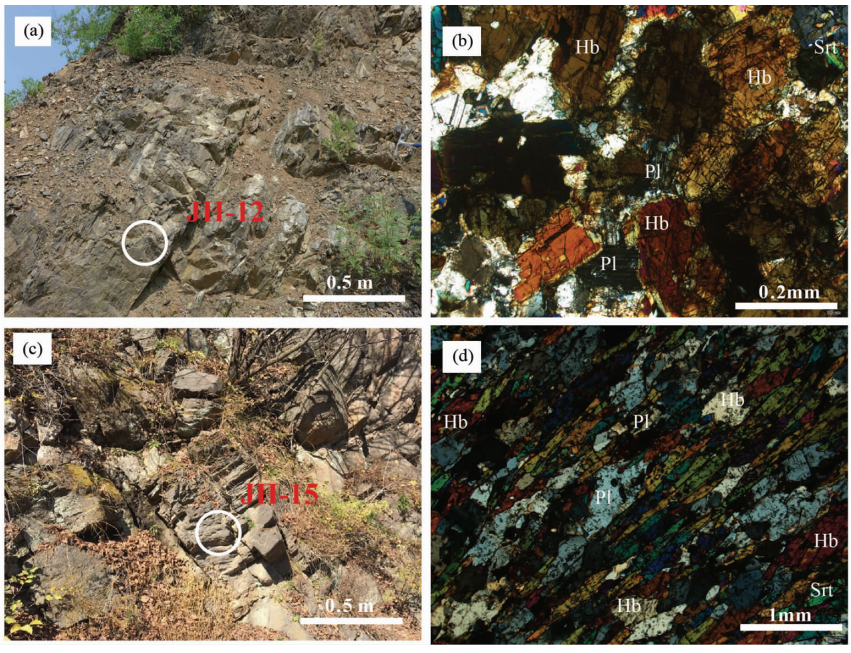 (a)
JH-12
0.5 m
(b)
Hb
Srt
Hb
Pl
Hb
Pl
0.2mm
(c)
JH-15
0.5 m
(d)
Hb
Hb
Pl
Pl
Hb
Srt
Hb
1mm